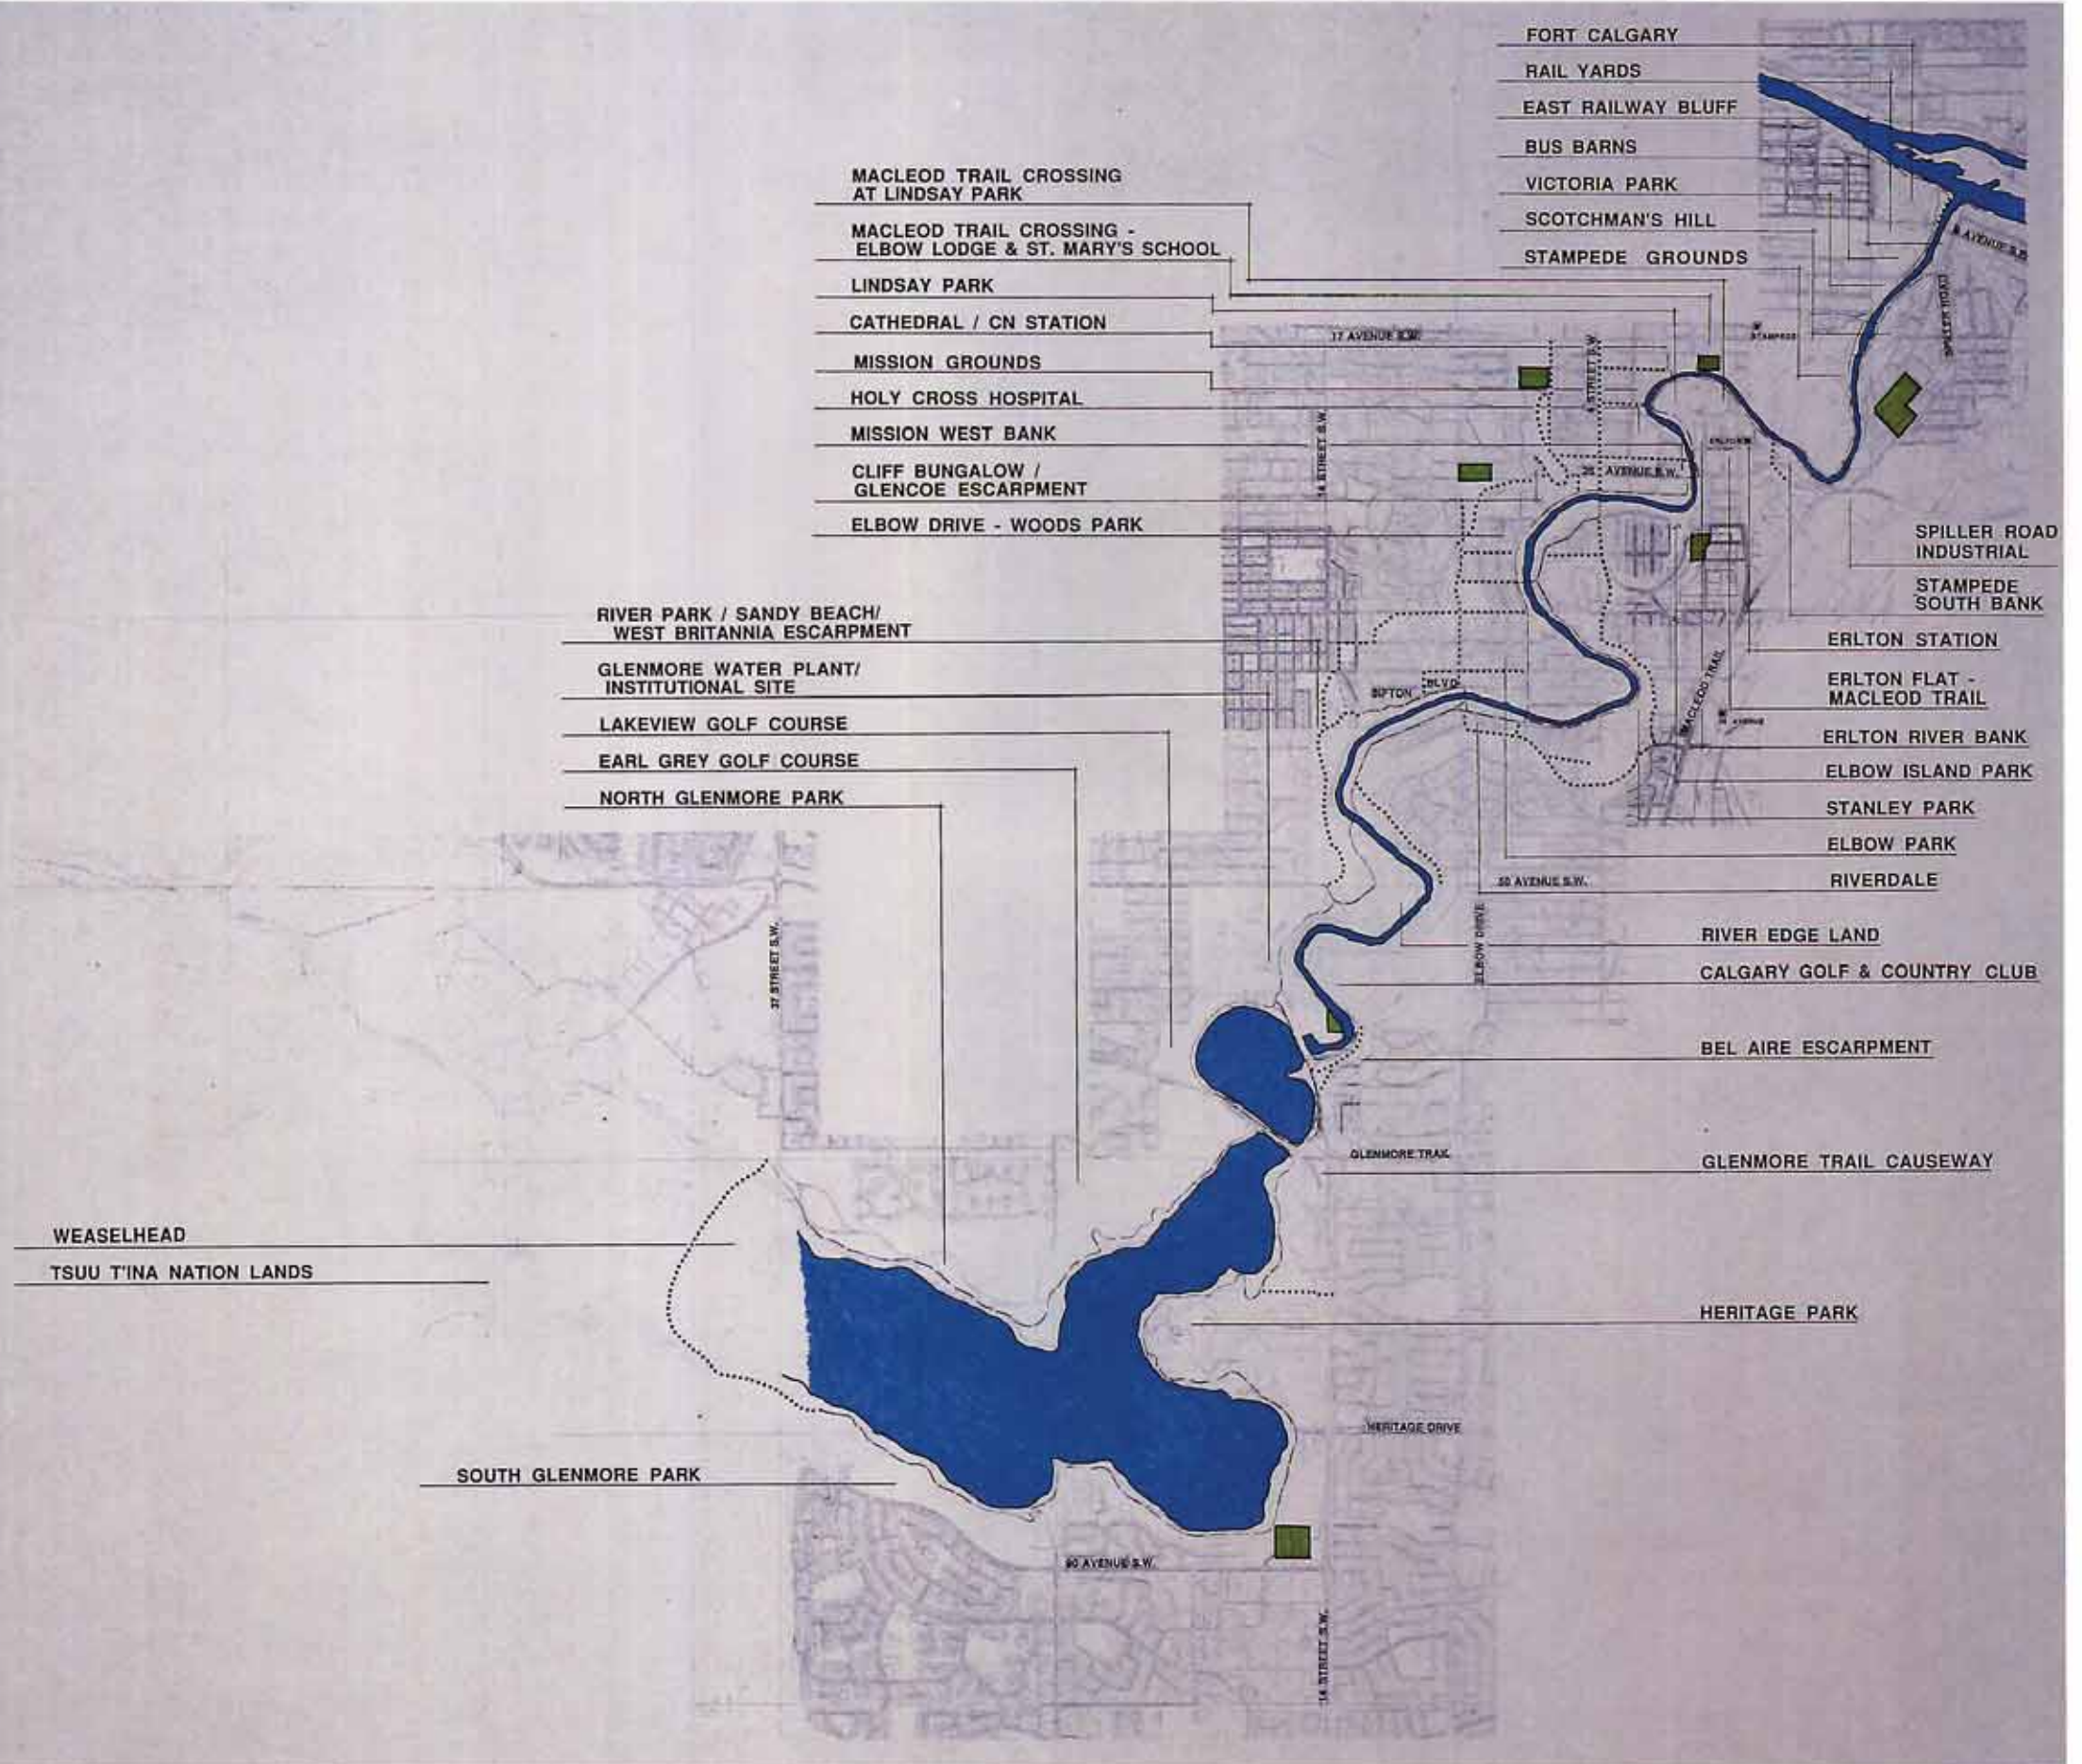 FORT CALGARY
RAIL YARDS
EAST RAILWAY BLUFF
BUS BARNS
VICTORIA PARK
SCOTCHMAN'S HILL
STAMPEDE GROUNDS
MACLEOD TRAIL CROSSING
AT LINDSAY PARK
MACLEOD TRAIL CROSSING -
ELBOW LODGE & ST. MARY'S SCHOOL
LINDSAY PARK
CATHEDRAL / CN STATION
MISSION GROUNDS
HOLY CROSS HOSPITAL
MISSION WEST BANK
CLIFF BUNGALOW /
GLENCOE ESCARPMENT
ELBOW DRIVE - WOODS PARK
RIVER PARK / SANDY BEACH/
WEST BRITANNIA ESCARPMENT
GLENMORE WATER PLANT/
INSTITUTIONAL SITE
LAKEVIEW GOLF COURSE
EARL GREY GOLF COURSE
NORTH GLENMORE PARK
WEASELHEAD
TSUU T'INA NATION LANDS
SOUTH GLENMORE PARK
SPILLER ROAD
INDUSTRIAL
STAMPEDE
SOUTH BANK
ERLTON STATION
ERLTON FLAT -
MACLEOD TRAIL
ERLTON RIVER BANK
ELBOW ISLAND PARK
STANLEY PARK
ELBOW PARK
RIVERDALE
RIVER EDGE LAND
CALGARY GOLF & COUNTRY CLUB
BEL AIRE ESCARPMENT
GLENMORE TRAIL CAUSEWAY
HERITAGE PARK
17 AVENUE S.W.
4 STREET S.W.
14 STREET S.W.
STAMPEDE
SPILLER ROAD
AVENUE S.W.
MACLEOD TRAIL
SIFTON BLVD
50 AVENUE S.W.
ELBOW DRIVE
37 STREET S.W.
GLENMORE TRAIL
HERITAGE DRIVE
90 AVENUE S.W.
14 STREET S.W.